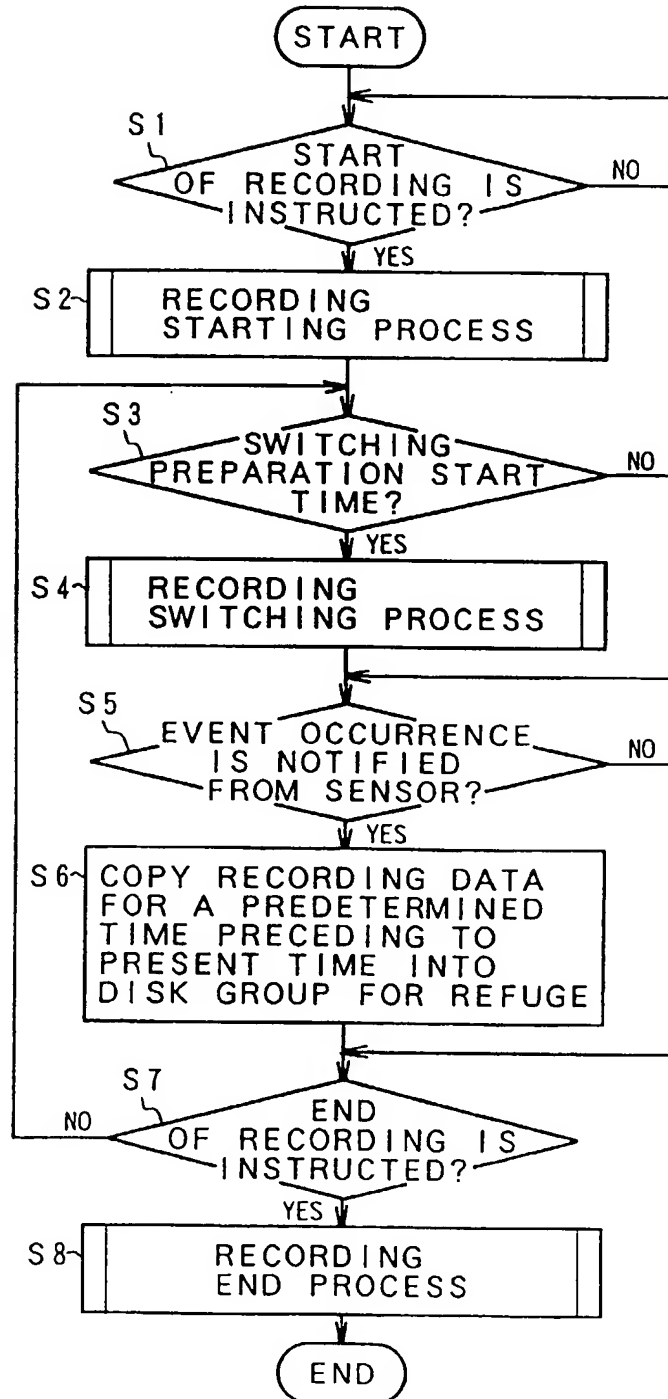 START
S1
START
OF RECORDING IS
INSTRUCTED?
NO
YES
S2
RECORDING
STARTING PROCESS
S3
SWITCHING
PREPARATION START
TIME?
NO
YES
S4
RECORDING
SWITCHING PROCESS
S5
EVENT OCCURRENCE
IS NOTIFIED
FROM SENSOR?
NO
YES
S6
COPY RECORDING DATA
FOR A PREDETERMINED
TIME PRECEDING TO
PRESENT TIME INTO
DISK GROUP FOR REFUGE
S7
END
OF RECORDING IS
INSTRUCTED?
NO
YES
S8
RECORDING
END PROCESS
END